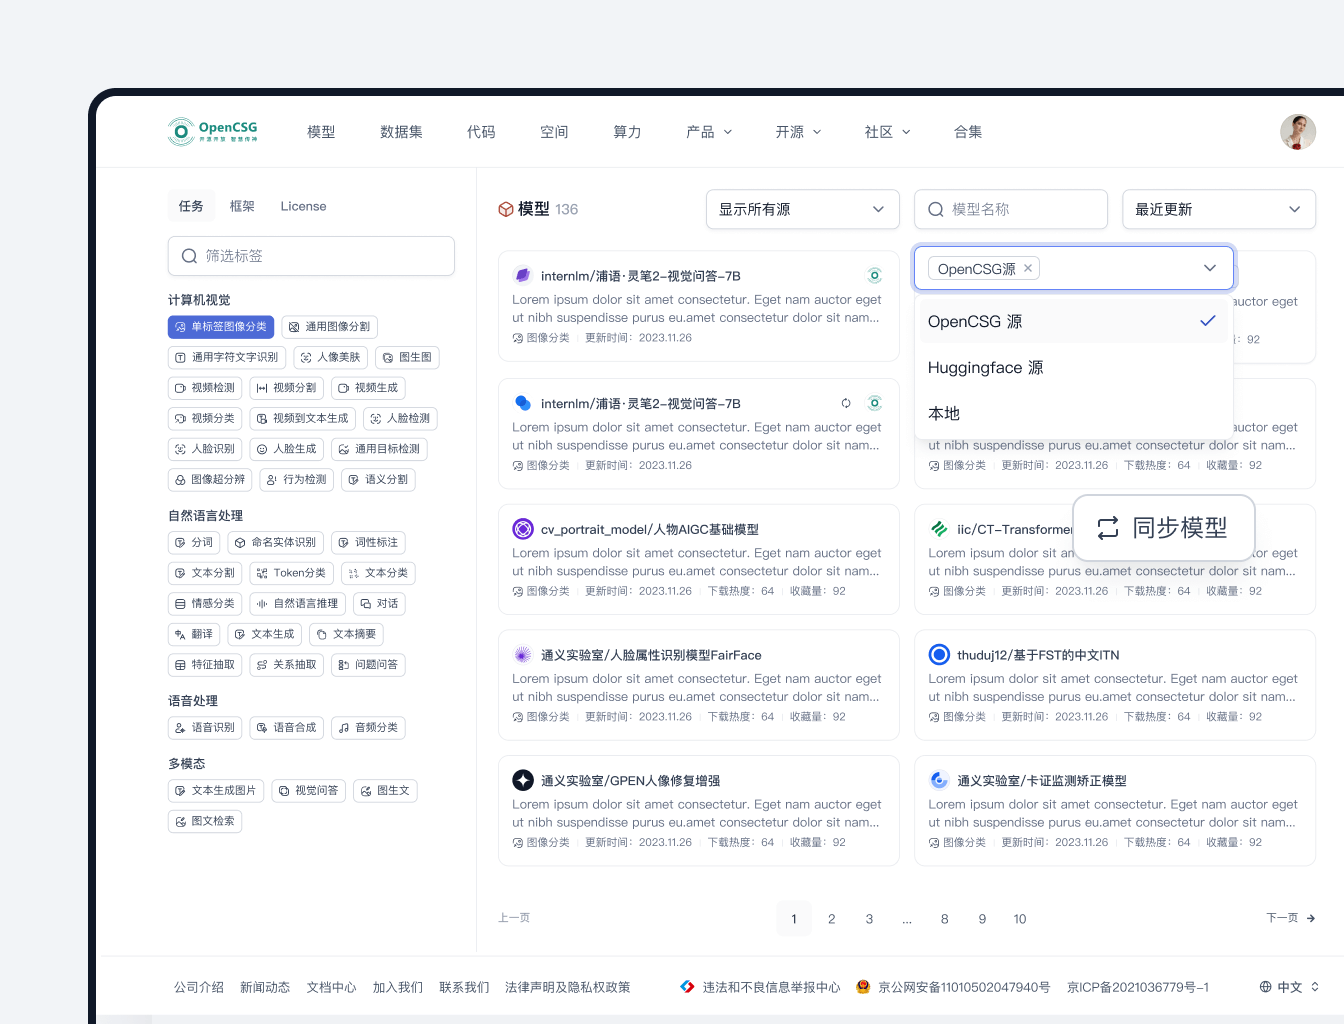 OpenCSG
开源开放 智慧传神
模型 数据集 代码 空间 算力 产品 开源 社区 合集
任务 框架 License
筛选标签
计算机视觉
单标签图像分类 通用图像分割
通用字符文字识别 人像美肤 图生图
视频检测 视频分割 视频生成
视频分类 视频到文本生成 人脸检测
人脸识别 人脸生成 通用目标检测
图像超分辨 行为检测 语义分割
自然语言处理
分词 命名实体识别 词性标注
文本分割 Token分类 文本分类
情感分类 自然语言推理 对话
翻译 文本生成 文本摘要
特征抽取 关系抽取 问题问答
语音处理
语音识别 语音合成 音频分类
多模态
文本生成图片 视觉问答 图生文
图文检索
模型 136
显示所有源
模型名称
最近更新
OpenCSG源
OpenCSG 源
Huggingface 源
本地
internlm/浦语·灵笔2-视觉问答-7B
Lorem ipsum dolor sit amet consectetur. Eget nam auctor eget
ut nibh suspendisse purus eu.amet consectetur dolor sit nam...
图像分类 更新时间：2023.11.26
auctor eget
92
internlm/浦语·灵笔2-视觉问答-7B
Lorem ipsum dolor sit amet consectetur. Eget nam auctor eget
ut nibh suspendisse purus eu.amet consectetur dolor sit nam...
图像分类 更新时间：2023.11.26
auctor eget
ut nibh suspendisse purus eu.amet consectetur dolor sit nam...
图像分类 更新时间：2023.11.26 下载热度：64 收藏量：92
cv_portrait_model/人物AIGC基础模型
Lorem ipsum dolor sit amet consectetur. Eget nam auctor eget
ut nibh suspendisse purus eu.amet consectetur dolor sit nam...
图像分类 更新时间：2023.11.26 下载热度：64 收藏量：92
iic/CT-Transformer
同步模型
Lorem ipsum dolor sit am auctor eget
ut nibh suspendisse purus eu.amet consectetur dolor sit nam...
图像分类 更新时间：2023.11.26 下载热度：64 收藏量：92
通义实验室/人脸属性识别模型FairFace
Lorem ipsum dolor sit amet consectetur. Eget nam auctor eget
ut nibh suspendisse purus eu.amet consectetur dolor sit nam...
图像分类 更新时间：2023.11.26 下载热度：64 收藏量：92
thuduj12/基于FST的中文ITN
Lorem ipsum dolor sit amet consectetur. Eget nam auctor eget
ut nibh suspendisse purus eu.amet consectetur dolor sit nam...
图像分类 更新时间：2023.11.26 下载热度：64 收藏量：92
通义实验室/GPEN人像修复增强
Lorem ipsum dolor sit amet consectetur. Eget nam auctor eget
ut nibh suspendisse purus eu.amet consectetur dolor sit nam...
图像分类 更新时间：2023.11.26 下载热度：64 收藏量：92
通义实验室/卡证监测矫正模型
Lorem ipsum dolor sit amet consectetur. Eget nam auctor eget
ut nibh suspendisse purus eu.amet consectetur dolor sit nam...
图像分类 更新时间：2023.11.26 下载热度：64 收藏量：92
上一页 1 2 3 ... 8 9 10 下一页
公司介绍 新闻动态 文档中心 加入我们 联系我们 法律声明及隐私权政策 违法和不良信息举报中心 京公网安备11010502047940号 京ICP备2021036779号-1 中文